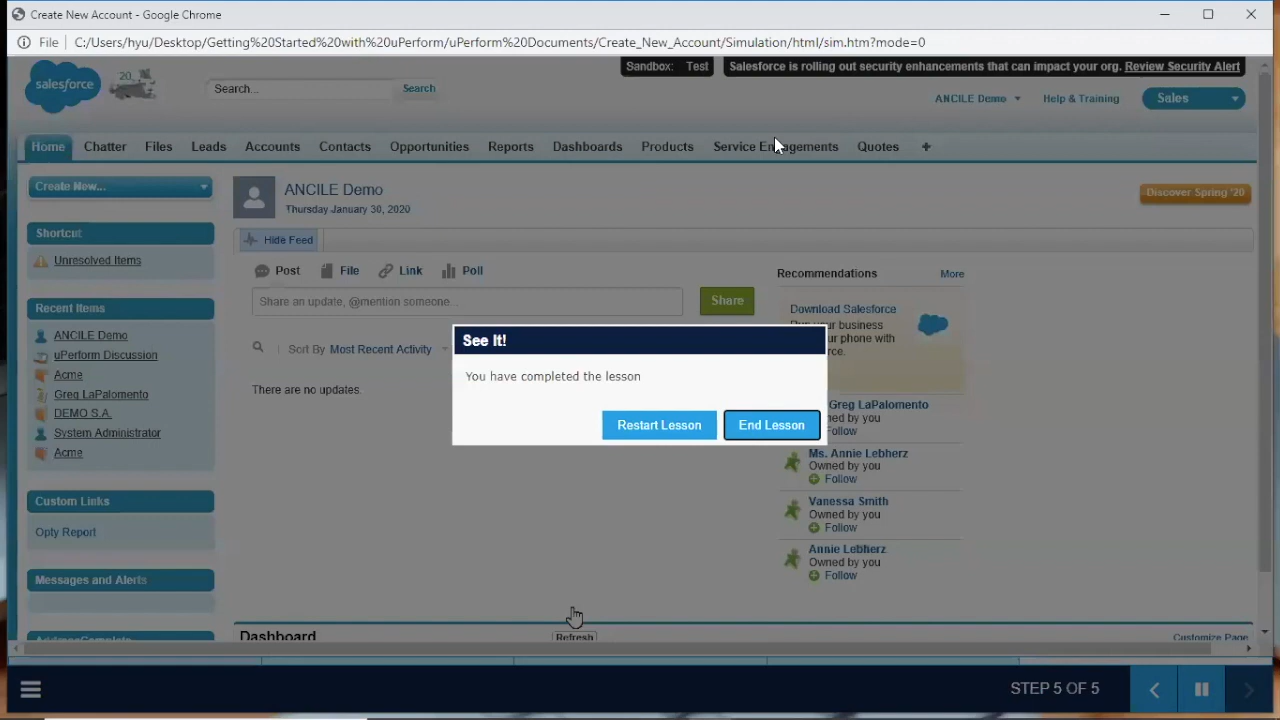 Create New Account - Google Chrome
File C:/Users/hyu/Desktop/Getting%20Started%20with%20uPerform/uPerform%20Documents/Create_New_Account/Simulation/html/sim.htm?mode=0
salesforce
20
Search...
Search
Sandbox: Test
Salesforce is rolling out security enhancements that can impact your org. Review Security Alert
ANCILE Demo
Help & Training
Sales
Home Chatter Files Leads Accounts Contacts Opportunities Reports Dashboards Products Service Engagements Quotes +
Create New...
Shortcut
Unresolved Items
Recent Items
ANCILE Demo
uPerform Discussion
Acme
Greg LaPalomento
DEMO S.A.
System Administrator
Acme
Custom Links
Opty Report
Messages and Alerts
AddressComplete
ANCILE Demo
Thursday January 30, 2020
Discover Spring '20
Hide Feed
Post File Link Poll
Share an update, @mention someone...
Share
Sort By Most Recent Activity
There are no updates.
See It!
You have completed the lesson
Restart Lesson
End Lesson
Recommendations More
Download Salesforce
your business
phone with
Greg LaPalomento
by you
Follow
Ms. Annie Lebherz
Owned by you
Follow
Vanessa Smith
Owned by you
Follow
Annie Lebherz
Owned by you
Follow
Dashboard
Refresh
Customize Page
STEP 5 OF 5